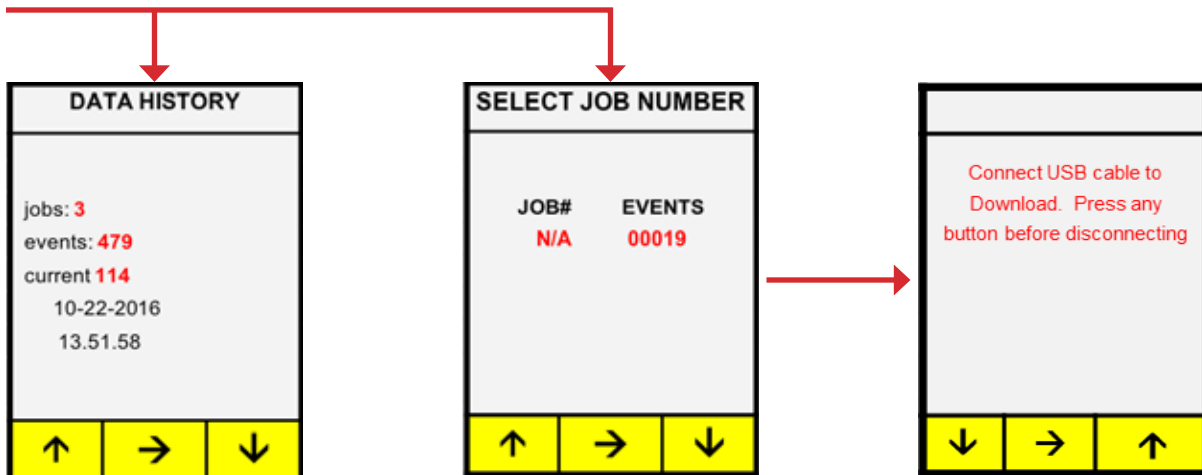 DATA HISTORY
jobs: 3
events: 479
current 114
10-22-2016
13.51.58
SELECT JOB NUMBER
JOB# EVENTS
N/A 00019
Connect USB cable to
Download. Press any
button before disconnecting